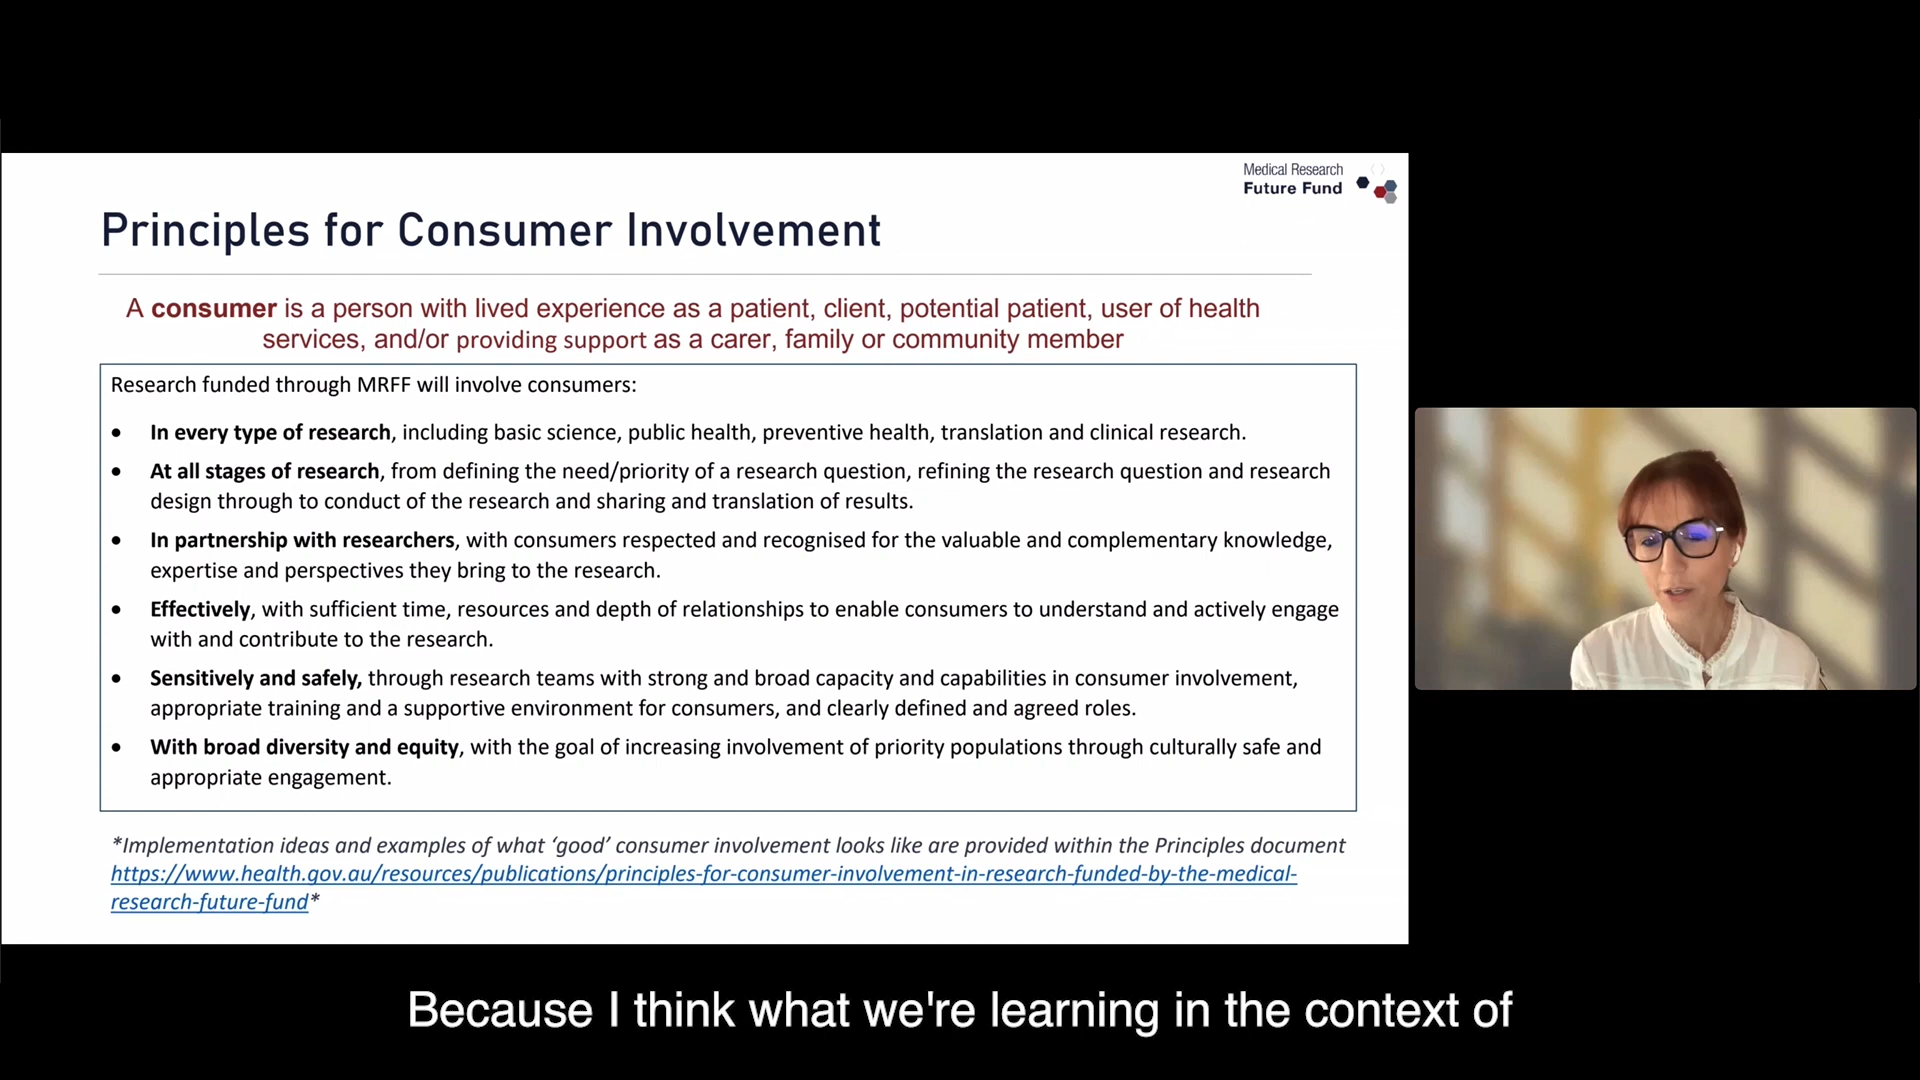 Medical Research
Future Fund
Principles for Consumer Involvement
A consumer is a person with lived experience as a patient, client, potential patient, user of health
services, and/or providing support as a carer, family or community member
Research funded through MRFF will involve consumers:
• In every type of research, including basic science, public health, preventive health, translation and clinical research.
• At all stages of research, from defining the need/priority of a research question, refining the research question and research
design through to conduct of the research and sharing and translation of results.
• In partnership with researchers, with consumers respected and recognised for the valuable and complementary knowledge,
expertise and perspectives they bring to the research.
• Effectively, with sufficient time, resources and depth of relationships to enable consumers to understand and actively engage
with and contribute to the research.
• Sensitively and safely, through research teams with strong and broad capacity and capabilities in consumer involvement,
appropriate training and a supportive environment for consumers, and clearly defined and agreed roles.
• With broad diversity and equity, with the goal of increasing involvement of priority populations through culturally safe and
appropriate engagement.
*Implementation ideas and examples of what ‘good’ consumer involvement looks like are provided within the Principles document
https://www.health.gov.au/resources/publications/principles-for-consumer-involvement-in-research-funded-by-the-medical-
research-future-fund*
Because I think what we're learning in the context of